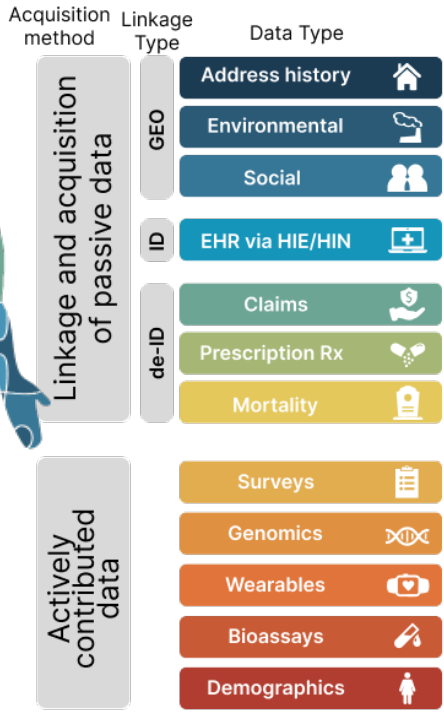 Acquisition method
Linkage Type
Data Type
Linkage and acquisition of passive data
GEO
Address history
Environmental
Social
ID
EHR via HIE/HIN
de-ID
Claims
$
Prescription Rx
Mortality
Actively contributed data
Surveys
Genomics
Wearables
Bioassays
Demographics